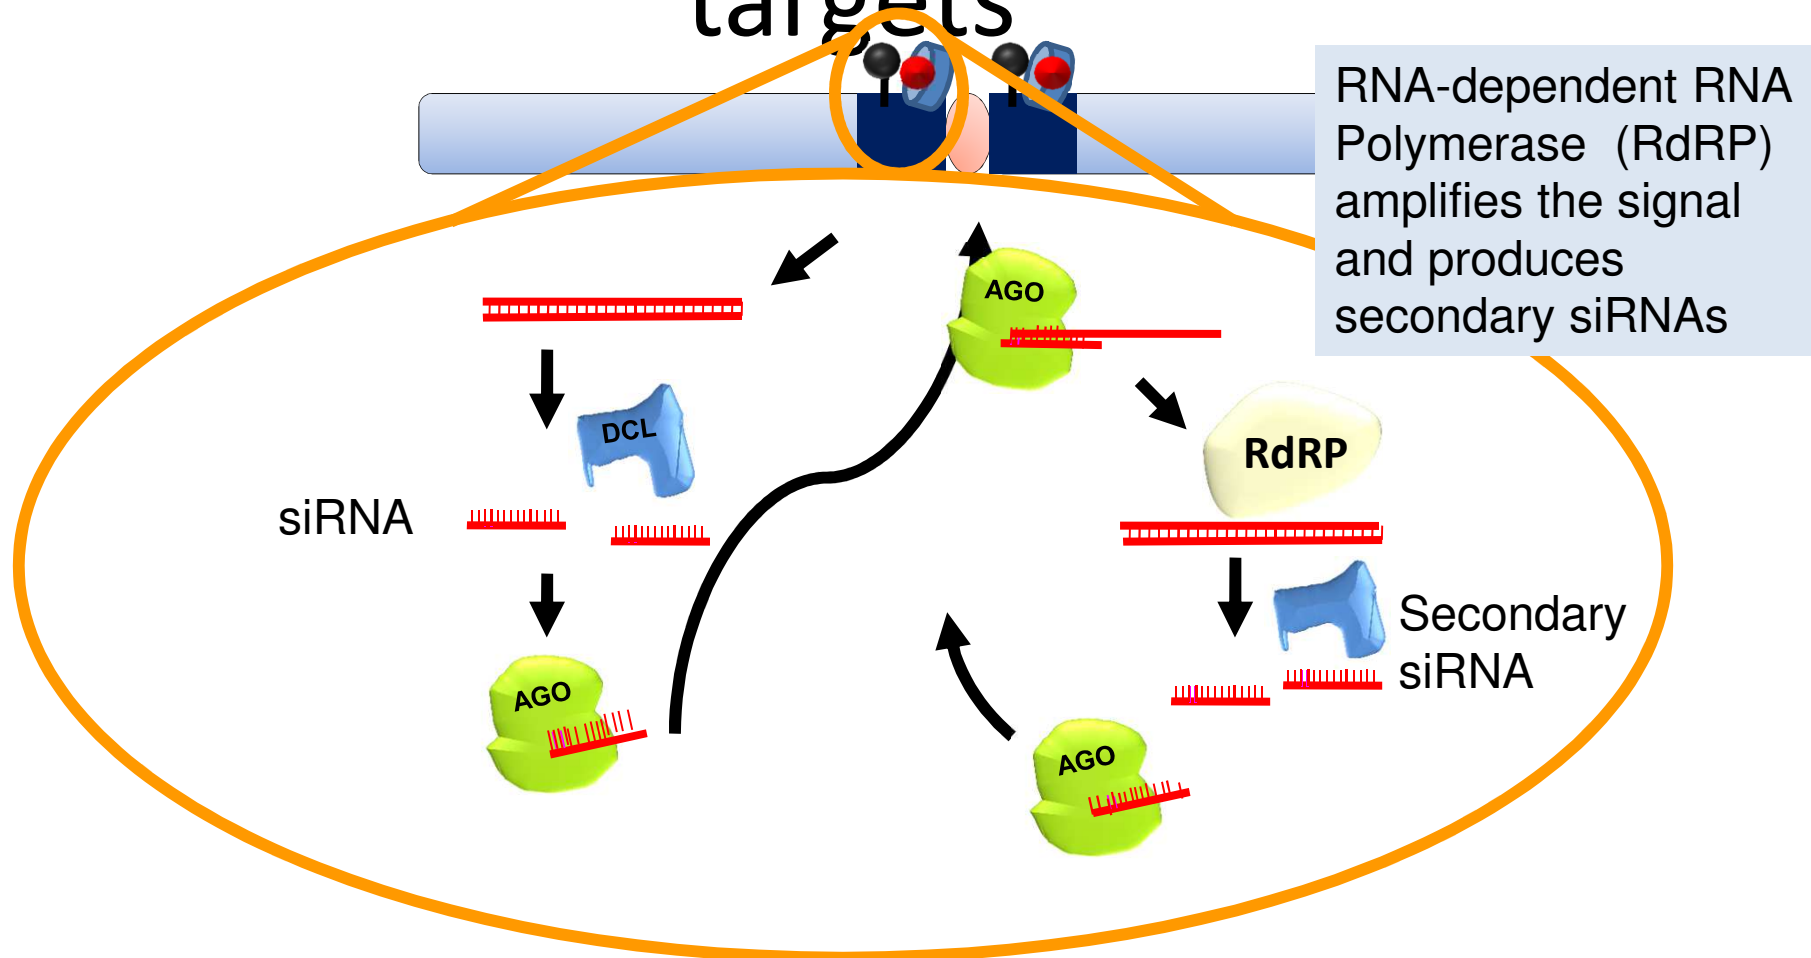 targets
RNA-dependent RNA
Polymerase (RdRP)
amplifies the signal
and produces
secondary siRNAs
AGO
DCL
RdRP
siRNA
Secondary
siRNA
AGO
AGO